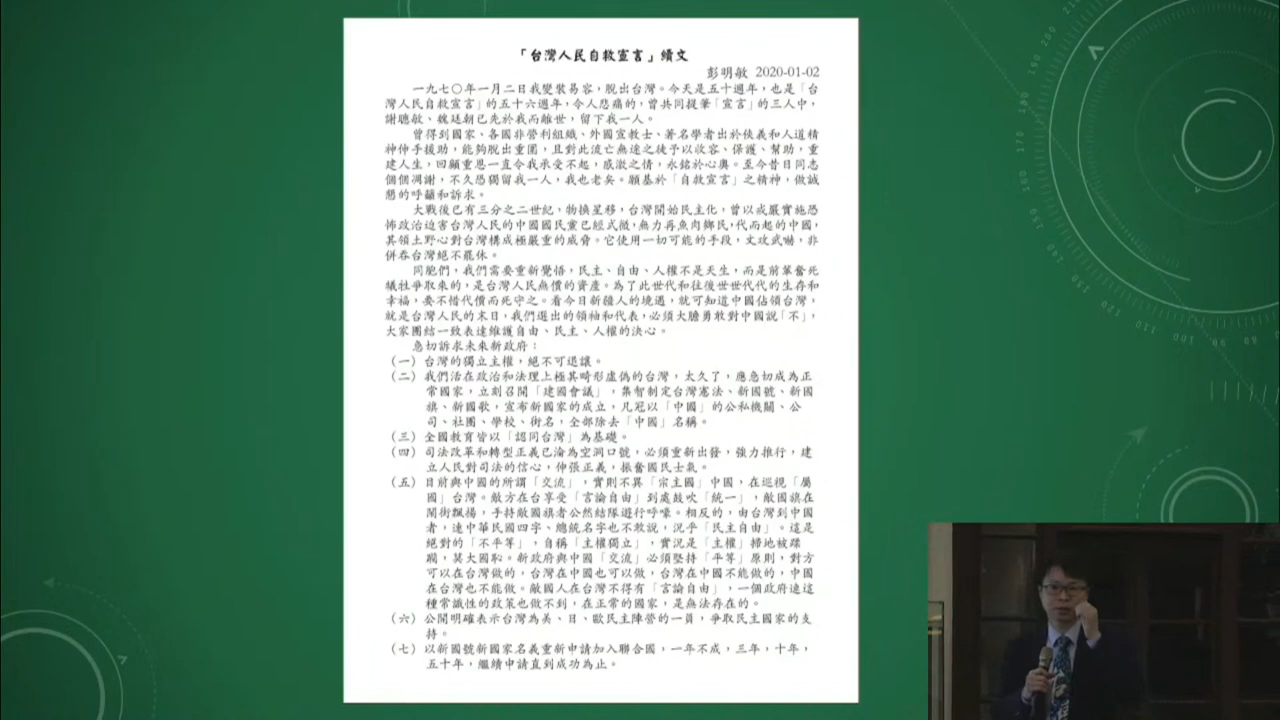 「台灣人民自救宣言」續文
彭明敏 2020-01-02
一九七〇年一月二日我變裝易容，脫出台灣。今天是五十週年，也是「台
灣人民自救宣言」的五十六週年，令人悲痛的，曾共同提筆「宣言」的三人中，
謝聰敏、魏廷朝已先於我而離世，留下我一人。
曾得到國家、各國非營利組織、外國宣教士、著名學者出於俠義和人道精
神伸手援助，能夠脫出重圍，且對此流亡無途之徒予以收容、保護、幫助，重
建人生，回顧重恩一直令我承受不起，感激之情，永銘於心奧。至今昔日同志
個個凋謝，不久恐獨留我一人，我也老矣。願基於「自救宣言」之精神，做誠
懇的呼籲和訴求。
大戰後已有三分之二世紀，物換星移，台灣開始民主化，曾以戒嚴實施恐
怖政治迫害台灣人民的中國國民黨已經式微，無力再魚肉鄉民，代而起的中國，
其領土野心對台灣構成極嚴重的威脅。它使用一切可能的手段，文攻武嚇，非
併吞台灣絕不罷休。
同胞們，我們需要重新覺悟，民主、自由、人權不是天生，而是前輩奮死
犧牲爭取來的，是台灣人民無價的資產。為了此世代和往後世世代代的生存和
幸福，要不惜代價而死守之。看今日新疆人的境遇，就可知道中國佔領台灣，
就是台灣人民的末日，我們選出的領袖和代表，必須大膽勇敢對中國說「不」，
大家團結一致表達維護自由、民主、人權的決心。
急切訴求未來新政府：
（一）台灣的獨立主權，絕不可退讓。
（二）我們活在政治和法理上極其畸形虛偽的台灣，太久了，應急切成為正
常國家，立刻召開「建國會議」，集智制定台灣憲法、新國號、新國
旗、新國歌，宣布新國家的成立，凡冠以「中國」的公私機關、公
司、社團、學校、街名，全部除去「中國」名稱。
（三）全國教育皆以「認同台灣」為基礎。
（四）司法改革和轉型正義已淪為空洞口號，必須重新出發，強力推行，建
立人民對司法的信心，伸張正義，振奮國民士氣。
（五）目前與中國的所謂「交流」，實則不異「宗主國」中國，在巡視「屬
國」台灣。敵方在台享受「言論自由」到處鼓吹「統一」，敵國旗在
鬧街飄揚，手持敵國旗者公然結隊遊行呼嚎。相反的，由台灣到中國
者，連中華民國四字、總統名字也不敢說，況乎「民主自由」。這是
絕對的「不平等」，自稱「主權獨立」，實況是「主權」掃地被蹂
躪，莫大國恥。新政府與中國「交流」必須堅持「平等」原則，對方
可以在台灣做的，台灣在中國也可以做，台灣在中國不能做的，中國
在台灣也不能做。敵國人在台灣不得有「言論自由」，一個政府連這
種常識性的政策也做不到，在正常的國家，是無法存在的。
（六）公開明確表示台灣為美、日、歐民主陣營的一員，爭取民主國家的支
持。
（七）以新國號新國家名義重新申請加入聯合國，一年不成，三年，十年，
五十年，繼續申請直到成功為止。